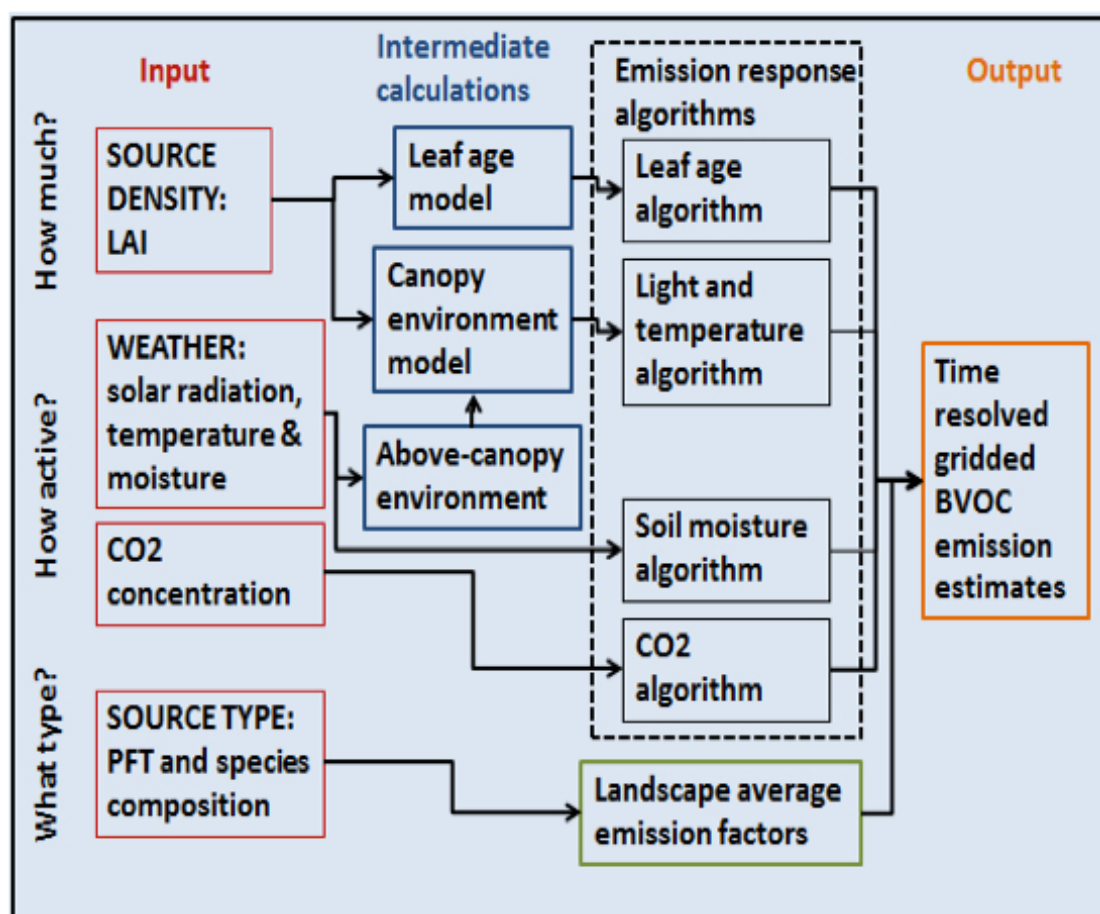 Input
Intermediate
calculations
Emission response
algorithms
Output
How much?
SOURCE
DENSITY:
LAI
Leaf age
model
Leaf age
algorithm
Canopy
environment
model
Light and
temperature
algorithm
How active?
WEATHER:
solar radiation,
temperature &
moisture
Above-canopy
environment
Soil moisture
algorithm
CO2
concentration
CO2
algorithm
Time
resolved
gridded
BVOC
emission
estimates
What type?
SOURCE TYPE:
PFT and species
composition
Landscape average
emission factors